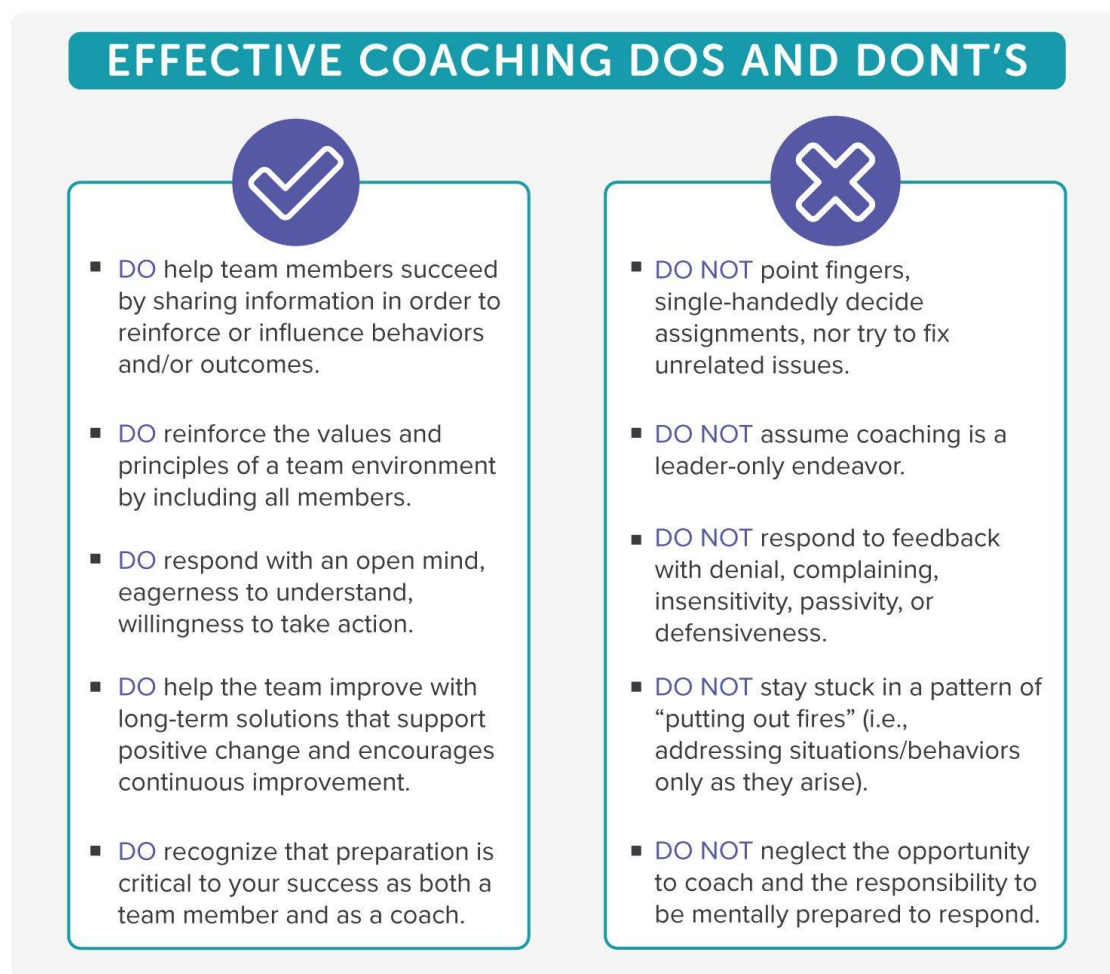 EFFECTIVE COACHING DOS AND DONT'S
▪ DO help team members succeed
by sharing information in order to
reinforce or influence behaviors
and/or outcomes.
▪ DO reinforce the values and
principles of a team environment
by including all members.
▪ DO respond with an open mind,
eagerness to understand,
willingness to take action.
▪ DO help the team improve with
long-term solutions that support
positive change and encourages
continuous improvement.
▪ DO recognize that preparation is
critical to your success as both a
team member and as a coach.
▪ DO NOT point fingers,
single-handedly decide
assignments, nor try to fix
unrelated issues.
▪ DO NOT assume coaching is a
leader-only endeavor.
▪ DO NOT respond to feedback
with denial, complaining,
insensitivity, passivity, or
defensiveness.
▪ DO NOT stay stuck in a pattern of
“putting out fires” (i.e.,
addressing situations/behaviors
only as they arise).
▪ DO NOT neglect the opportunity
to coach and the responsibility to
be mentally prepared to respond.